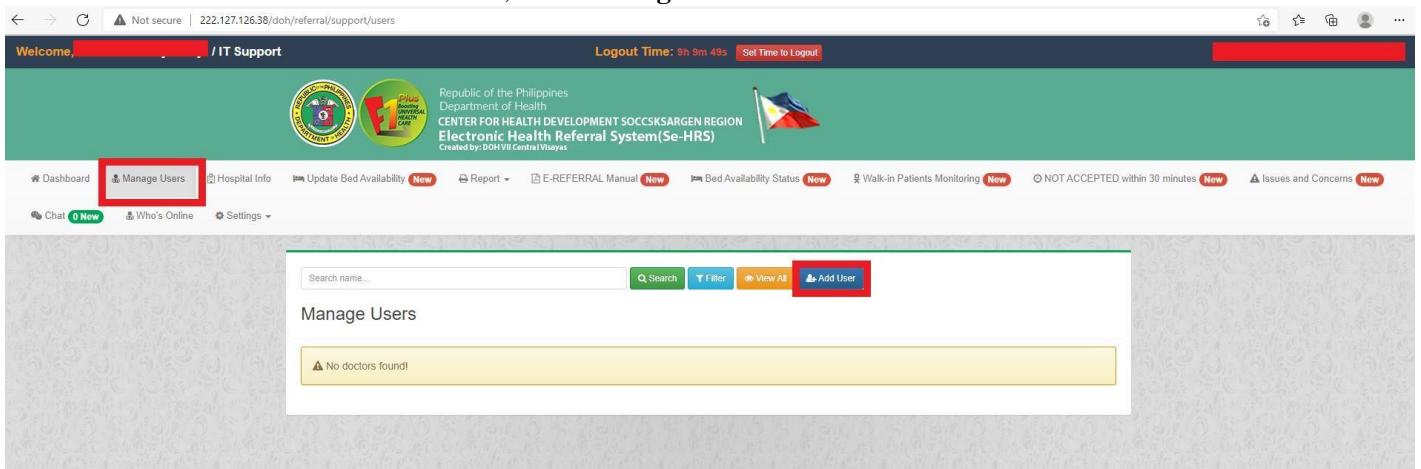 Not secure | 222.127.126.38/doh/referral/support/users
Welcome, / IT Support
Logout Time: 9h 9m 49s Set Time to Logout
Republic of the Philippines
Department of Health
CENTER FOR HEALTH DEVELOPMENT SOCCSKSARGEN REGION
Electronic Health Referral System(Se-HRS)
Created by: DOH VII Central Visayas
Dashboard Manage Users Hospital Info Update Bed Availability New Report E-REFERRAL Manual New Bed Availability Status New Walk-in Patients Monitoring New NOT ACCEPTED within 30 minutes New Issues and Concerns New
Chat 0 New Who's Online Settings
Search name... Search Filter View All Add User
Manage Users
No doctors found!